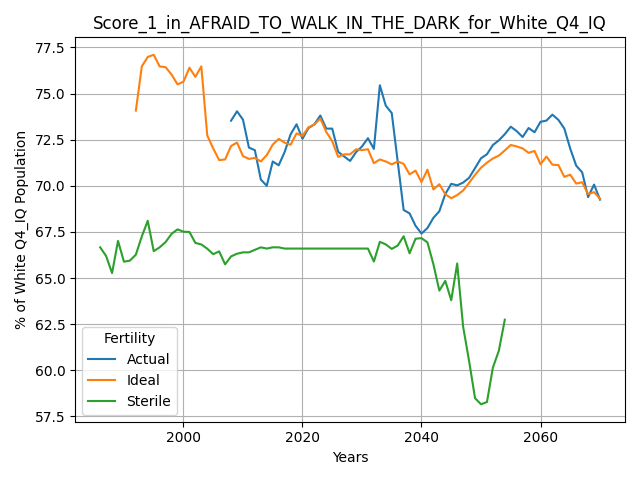 Score_1_in_AFRAID_TO_WALK_IN_THE_DARK_for_White_Q4_IQ
77.5
75.0
72.5
70.0
67.5
65.0
62.5
60.0
57.5
% of White Q4_IQ Population
Fertility
Actual
Ideal
Sterile
2000 2020 2040 2060
Years